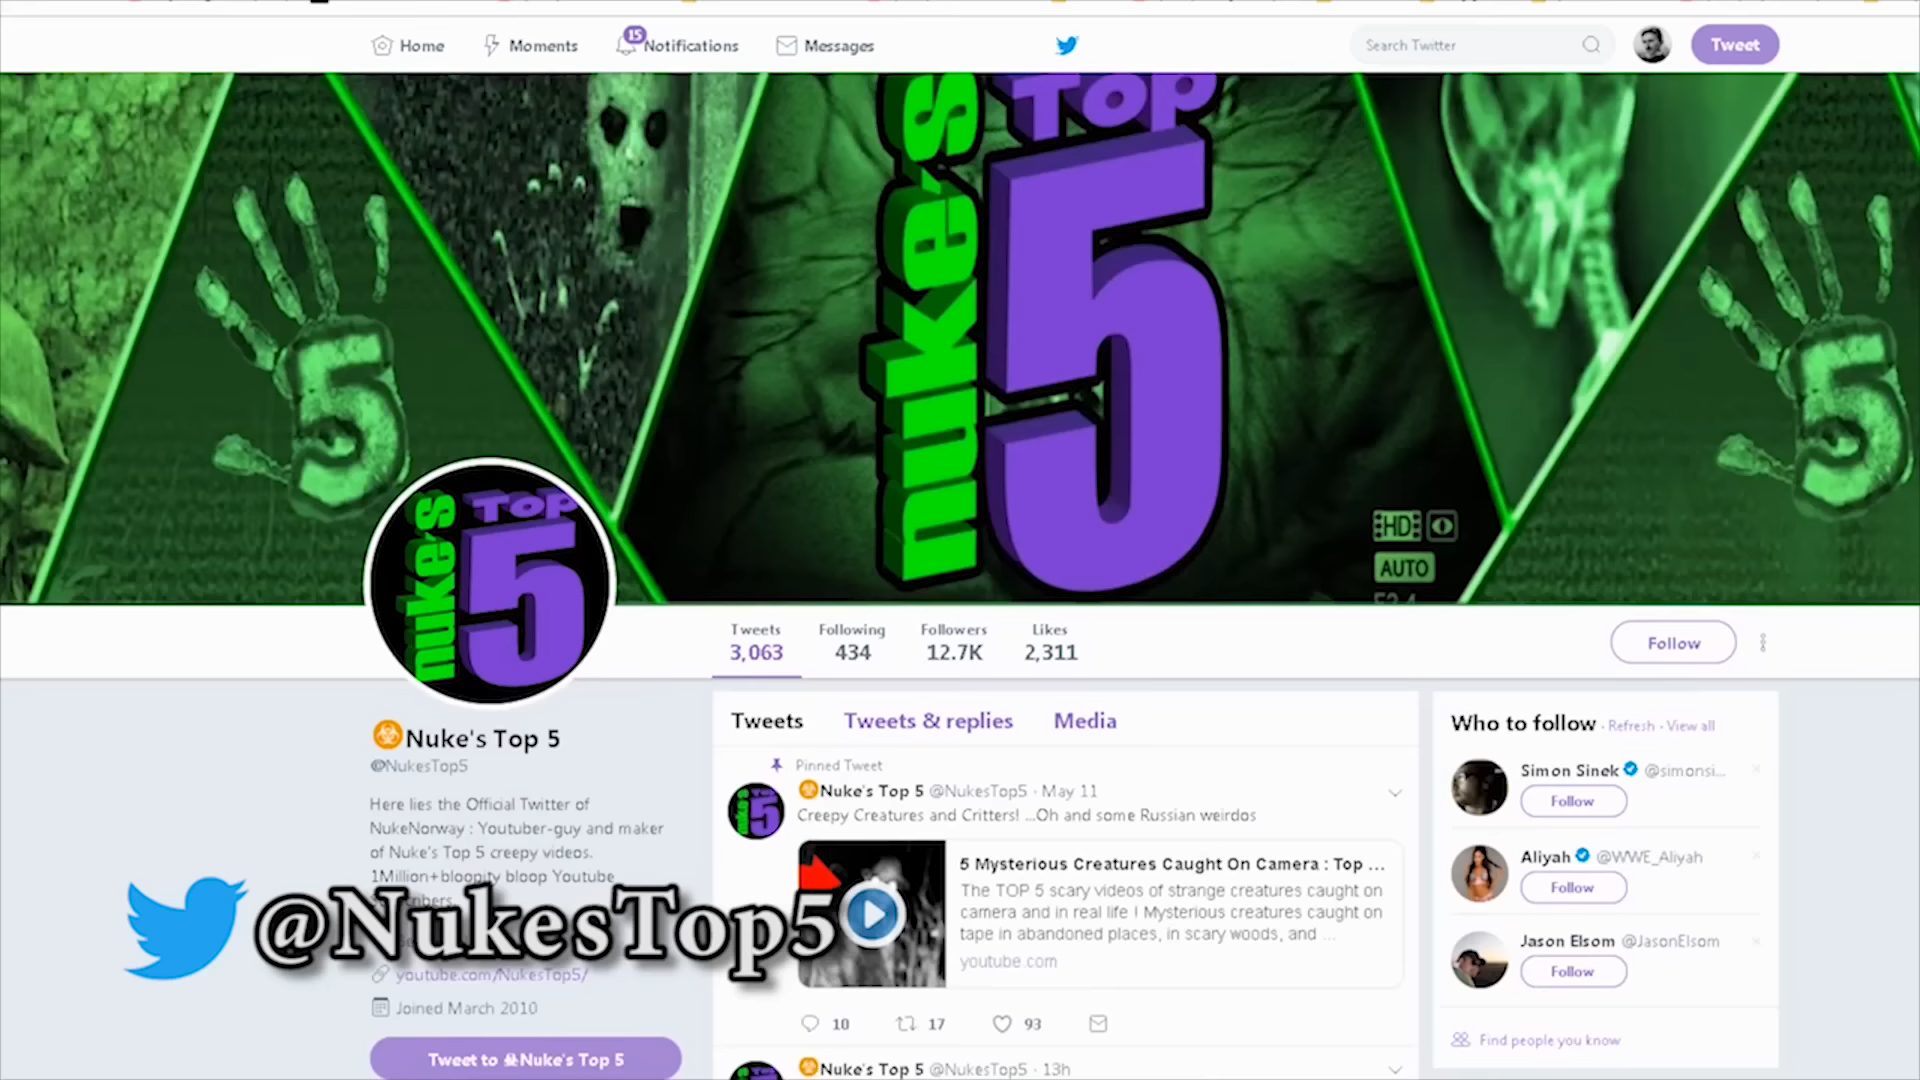 Home
Moments
15
Notifications
Messages
Search Twitter
Tweet
nuke's
Top
5
5
5
HD
AUTO
nuke's
Top
5
Tweets
3,063
Following
434
Followers
12.7K
Likes
2,311
Follow
Nuke's Top 5
@NukesTop5
Here lies the Official Twitter of
NukeNorway : Youtuber-guy and maker
of Nuke's Top 5 creepy videos.
1Million+bloopity bloop Youtube
@NukesTop5
youtube.com/NukesTop5/
Joined March 2010
Tweet to Nuke's Top 5
Tweets
Tweets & replies
Media
Pinned Tweet
Nuke's Top 5 @NukesTop5 · May 11
Creepy Creatures and Critters! ...Oh and some Russian weirdos
5 Mysterious Creatures Caught On Camera : Top ...
The TOP 5 scary videos of strange creatures caught on
camera and in real life ! Mysterious creatures caught on
tape in abandoned places, in scary woods, and ...
youtube.com
10
17
93
Nuke's Top 5 @NukesTop5 · 13h
Who to follow · Refresh · View all
Simon Sinek @simonsi...
Follow
Aliyah @WWE_Aliyah
Follow
Jason Elsom @JasonElsom
Follow
Find people you know